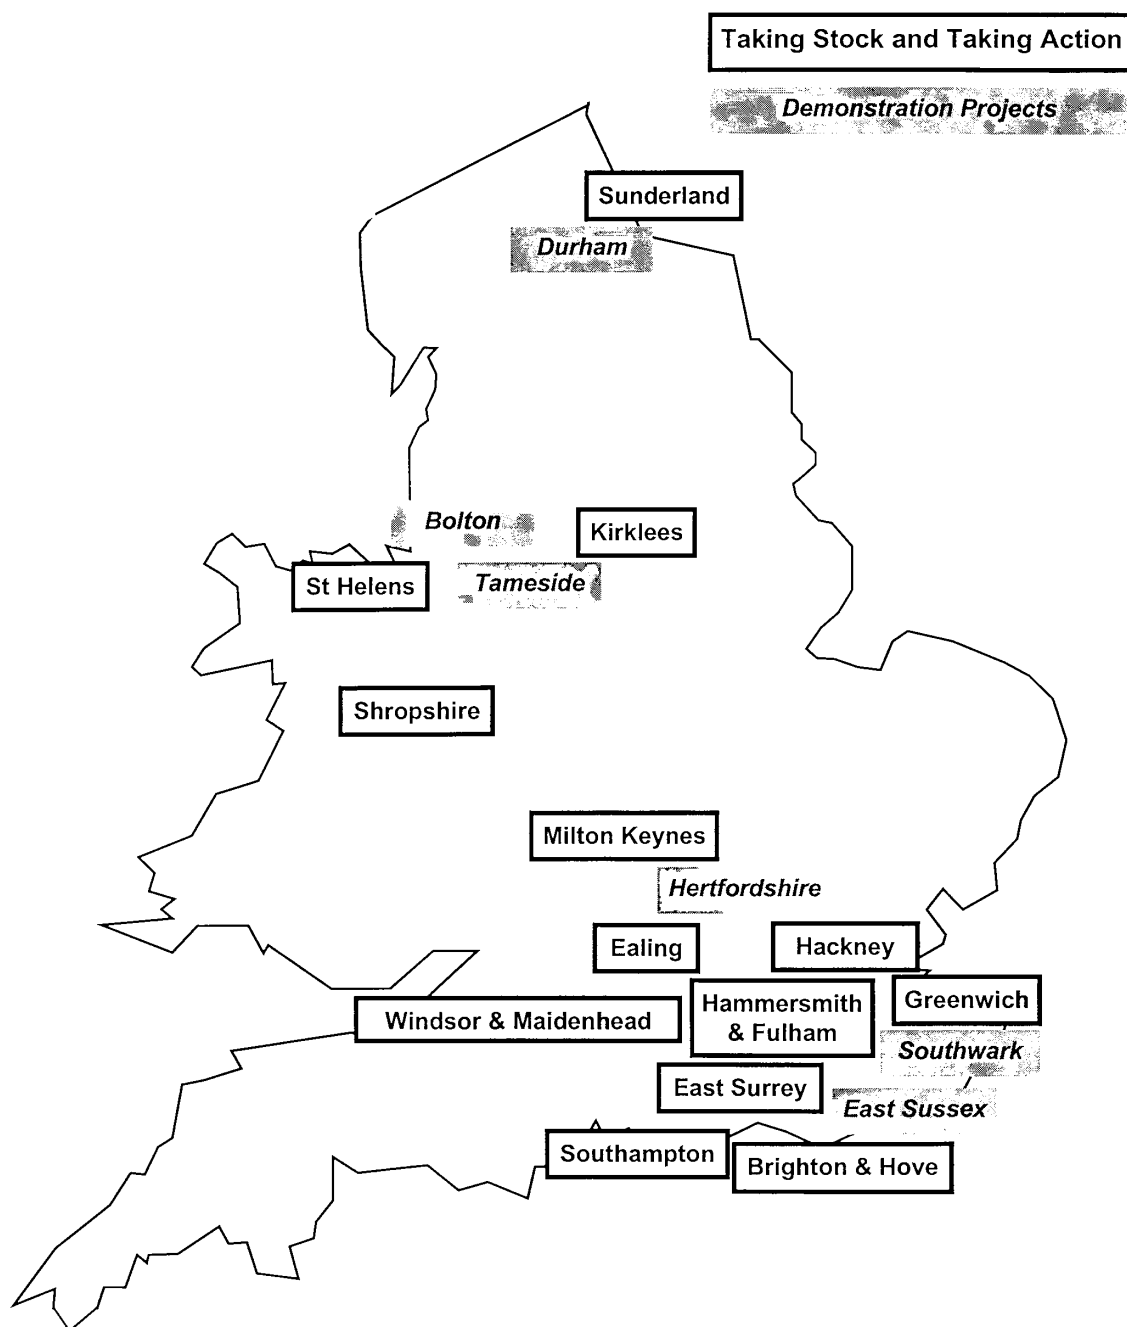 Taking Stock and Taking Action
Demonstration Projects
Sunderland
Durham
Bolton
Kirklees
St Helens
Tameside
Shropshire
Milton Keynes
Hertfordshire
Ealing
Hackney
Windsor & Maidenhead
Hammersmith
& Fulham
Greenwich
Southwark
East Surrey
East Sussex
Southampton
Brighton & Hove